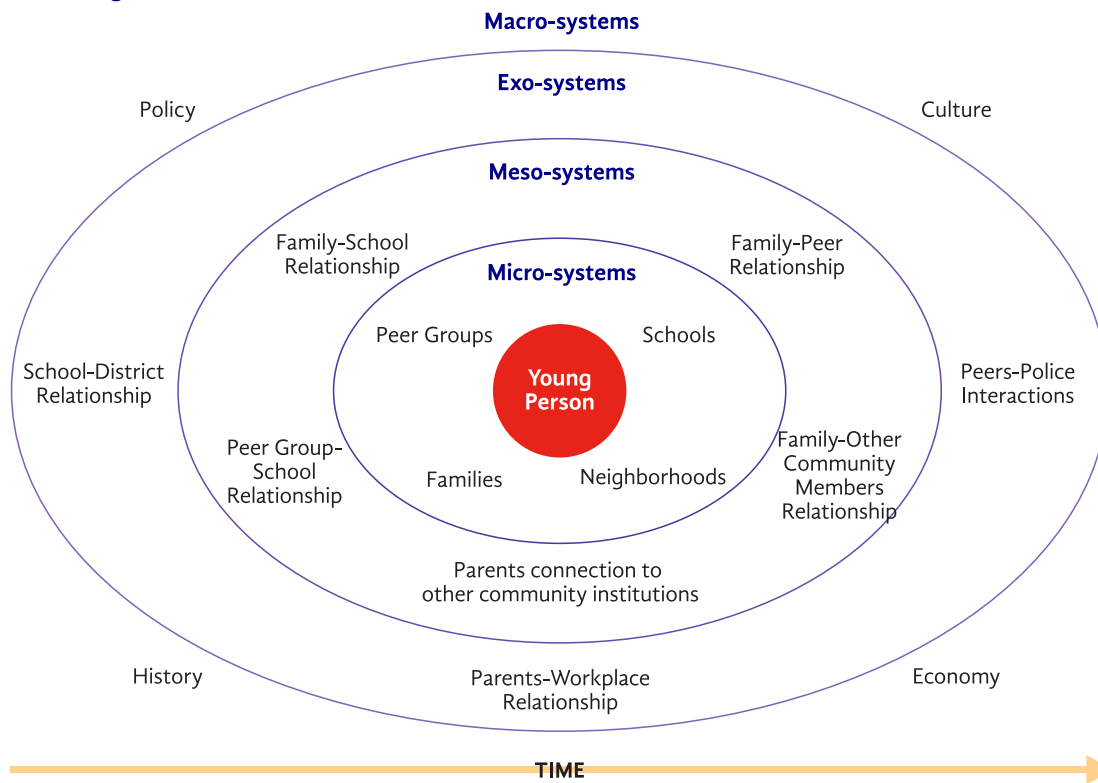 Macro-systems
Exo-systems
Policy
Culture
Meso-systems
Family-School
Relationship
Family-Peer
Relationship
Micro-systems
Peer Groups
Schools
Young
Person
School-District
Relationship
Peers-Police
Interactions
Peer Group-
School
Relationship
Families
Neighborhoods
Family-Other
Community
Members
Relationship
Parents connection to
other community institutions
History
Parents-Workplace
Relationship
Economy
TIME